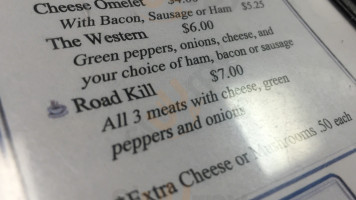 Cheese Omelet
With Bacon, Sausage or Ham $5.25
The Western $6.00
Green peppers, onions, cheese, and
your choice of ham, bacon or sausage
Road Kill $7.00
All 3 meats with cheese, green
peppers and onions
*Extra Cheese or Mushrooms .50 each